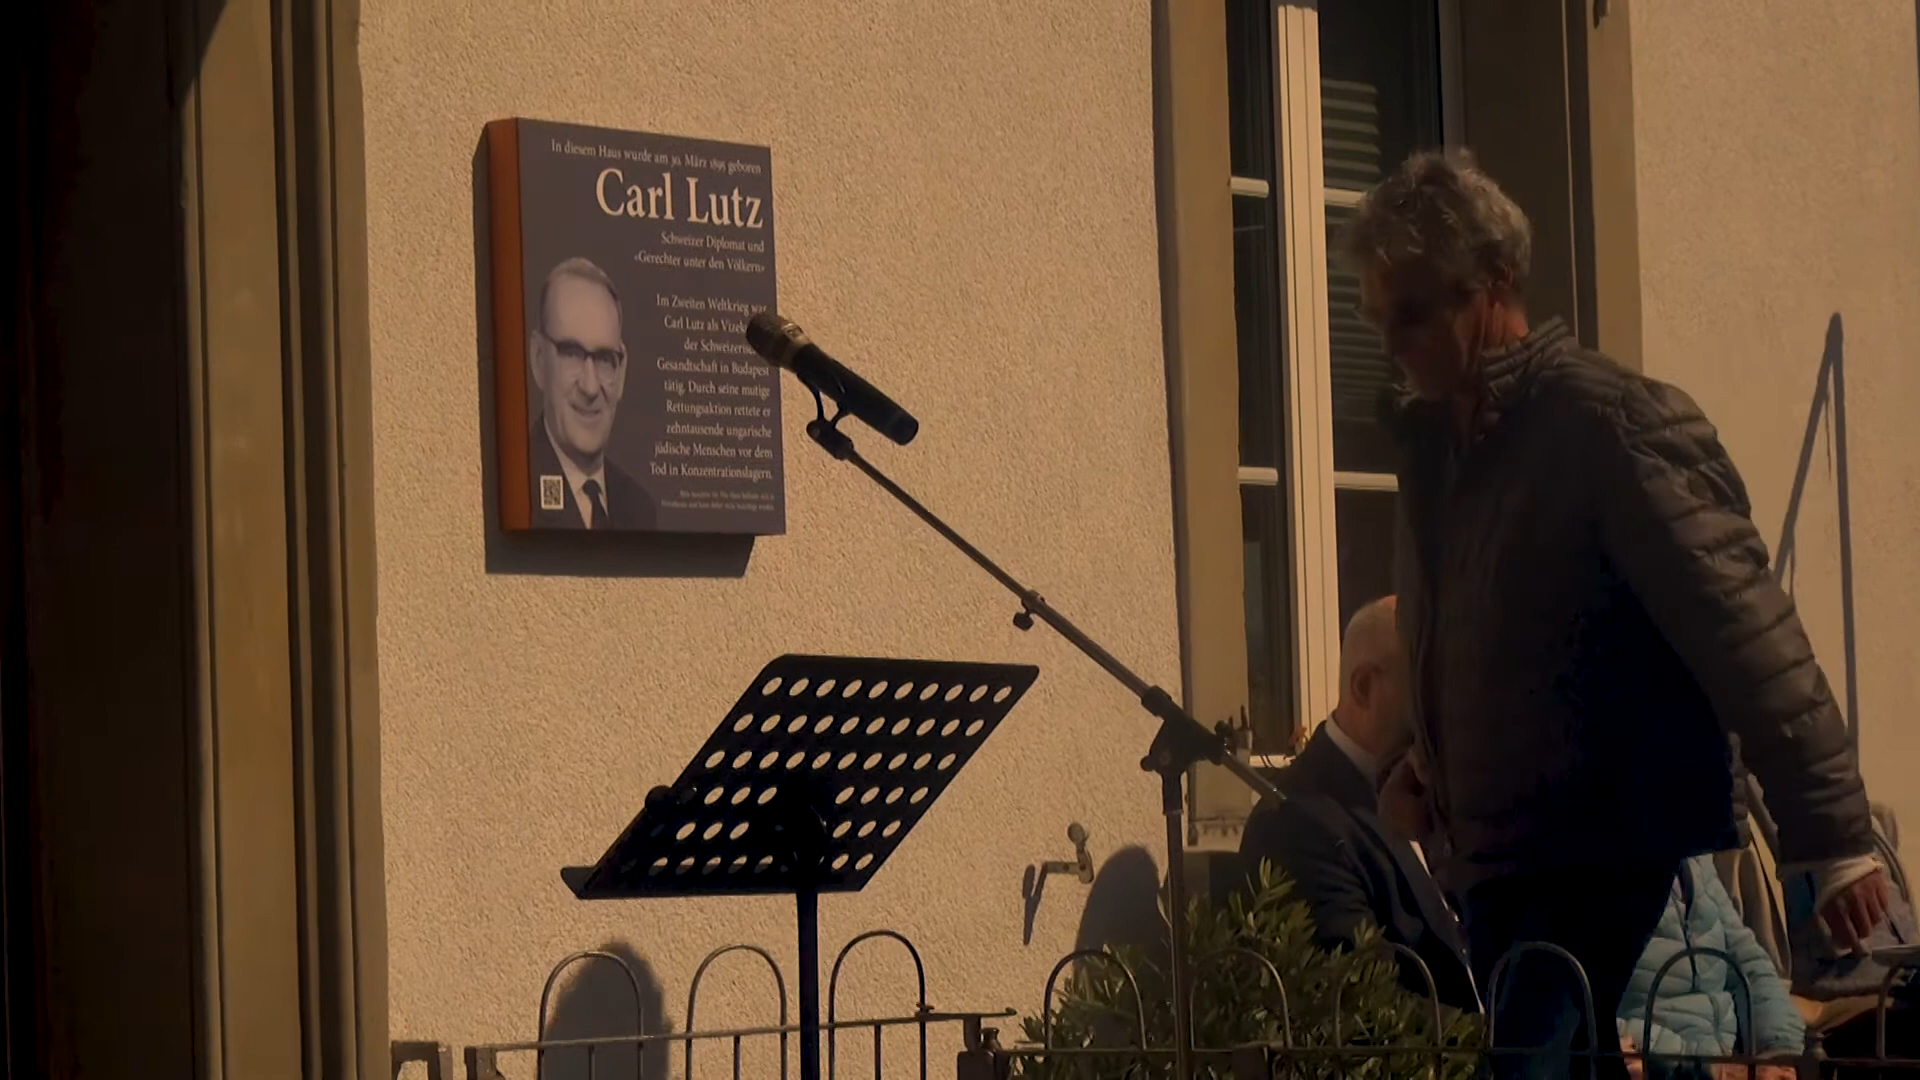 In diesem Haus wurde am 30. März 1895 geboren
Carl Lutz
Schweizer Diplomat und
«Gerechter unter den Völkern»
Im Zweiten Weltkrieg war
Carl Lutz als
der
Gesandtschaft in Budapest
tätig. Durch seine mutige
Rettungsaktion rettete er
zehntausende ungarische
jüdische Menschen vor dem
Tod in Konzentrationslagern.